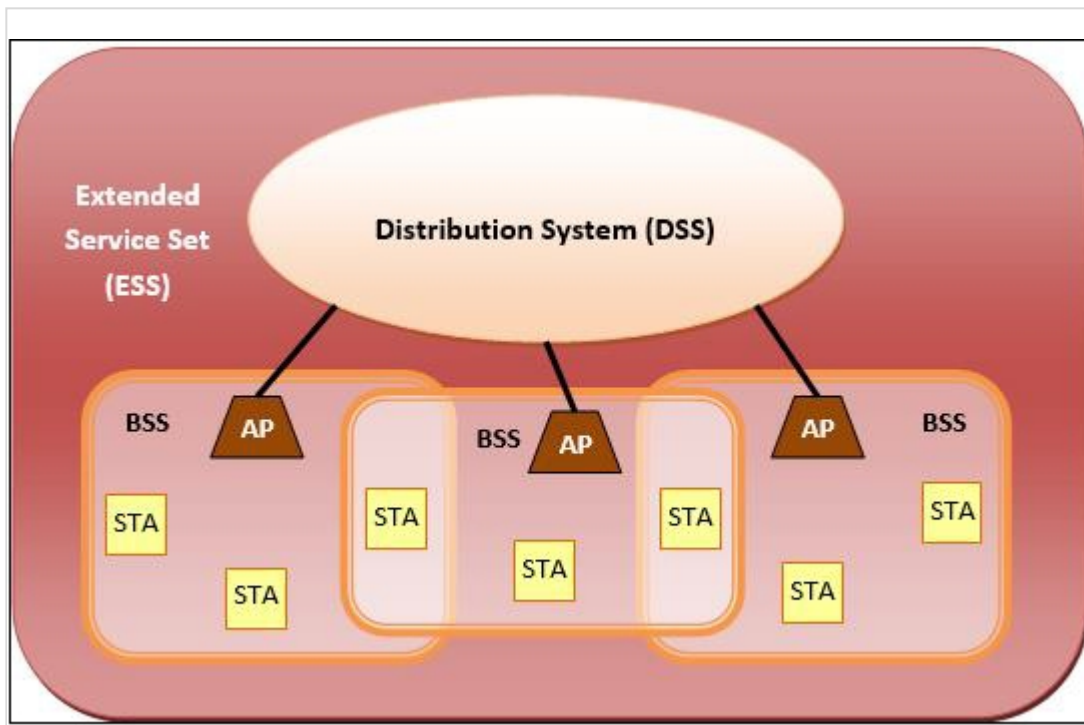 Extended
Service Set
(ESS)
Distribution System (DSS)
BSS
AP
BSS
AP
AP
BSS
STA
STA
STA
STA
STA
STA
STA